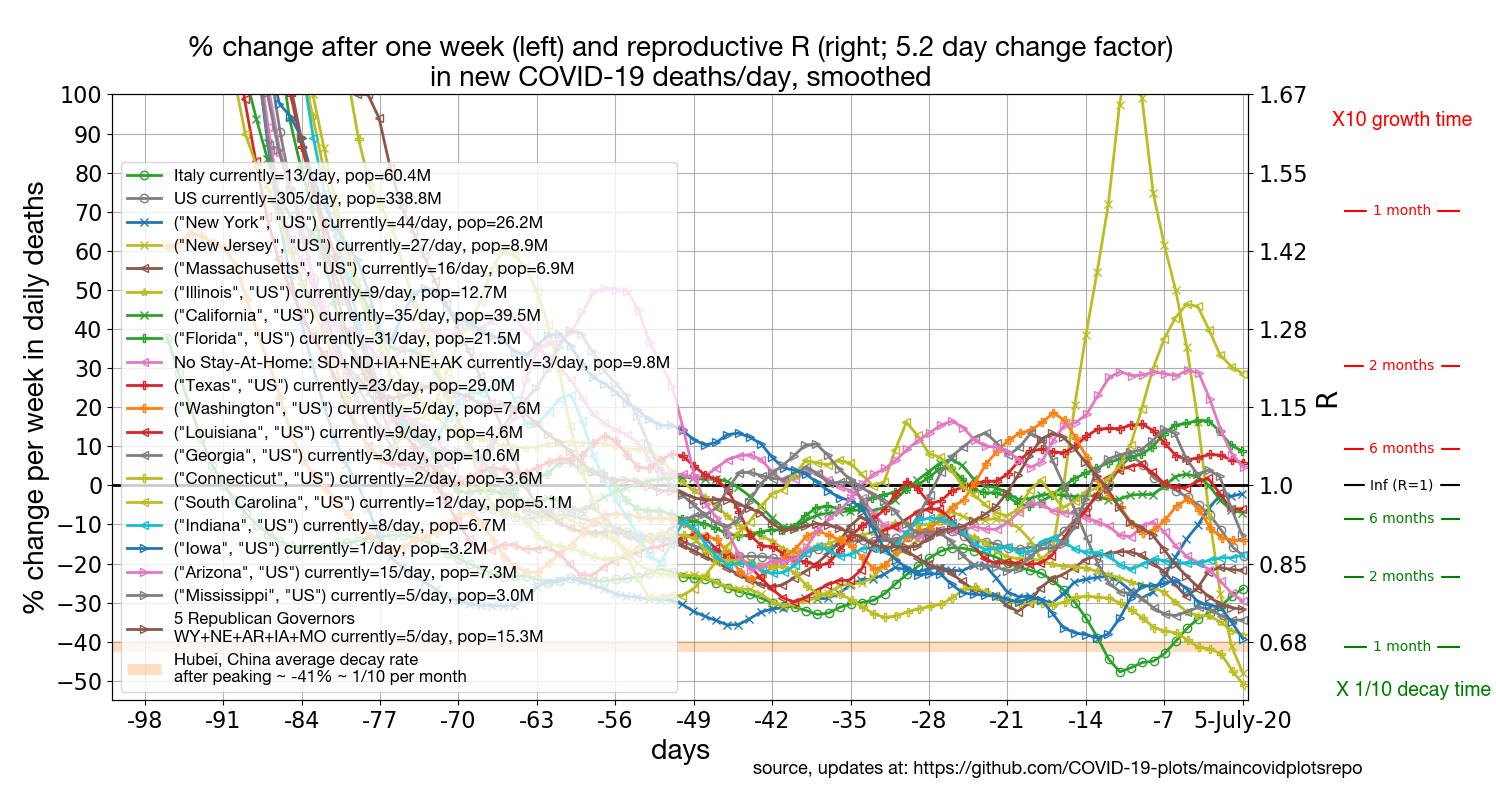 % change after one week (left) and reproductive R (right; 5.2 day change factor)
in new COVID-19 deaths/day, smoothed
% change per week in daily deaths
100
90
80
70
60
50
40
30
20
10
0
−10
−20
−30
−40
−50
Italy currently=13/day, pop=60.4M
US currently=305/day, pop=338.8M
("New York", "US") currently=44/day, pop=26.2M
("New Jersey", "US") currently=27/day, pop=8.9M
("Massachusetts", "US") currently=16/day, pop=6.9M
("Illinois", "US") currently=9/day, pop=12.7M
("California", "US") currently=35/day, pop=39.5M
("Florida", "US") currently=31/day, pop=21.5M
No Stay-At-Home: SD+ND+IA+NE+AK currently=3/day, pop=9.8M
("Texas", "US") currently=23/day, pop=29.0M
("Washington", "US") currently=5/day, pop=7.6M
("Louisiana", "US") currently=9/day, pop=4.6M
("Georgia", "US") currently=3/day, pop=10.6M
("Connecticut", "US") currently=2/day, pop=3.6M
("South Carolina", "US") currently=12/day, pop=5.1M
("Indiana", "US") currently=8/day, pop=6.7M
("Iowa", "US") currently=1/day, pop=3.2M
("Arizona", "US") currently=15/day, pop=7.3M
("Mississippi", "US") currently=5/day, pop=3.0M
5 Republican Governors
WY+NE+AR+IA+MO currently=5/day, pop=15.3M
Hubei, China average decay rate
after peaking ~ -41% ~ 1/10 per month
1.67
1.55
1.42
1.28
1.15
1.0
0.85
0.68
R
X10 growth time
1 month
2 months
6 months
Inf (R=1)
6 months
2 months
1 month
X 1/10 decay time
-98
-91
-84
-77
-70
-63
-56
-49
-42
-35
-28
-21
-14
-7
5-July-20
days
source, updates at: https://github.com/COVID-19-plots/maincovidplotsrepo